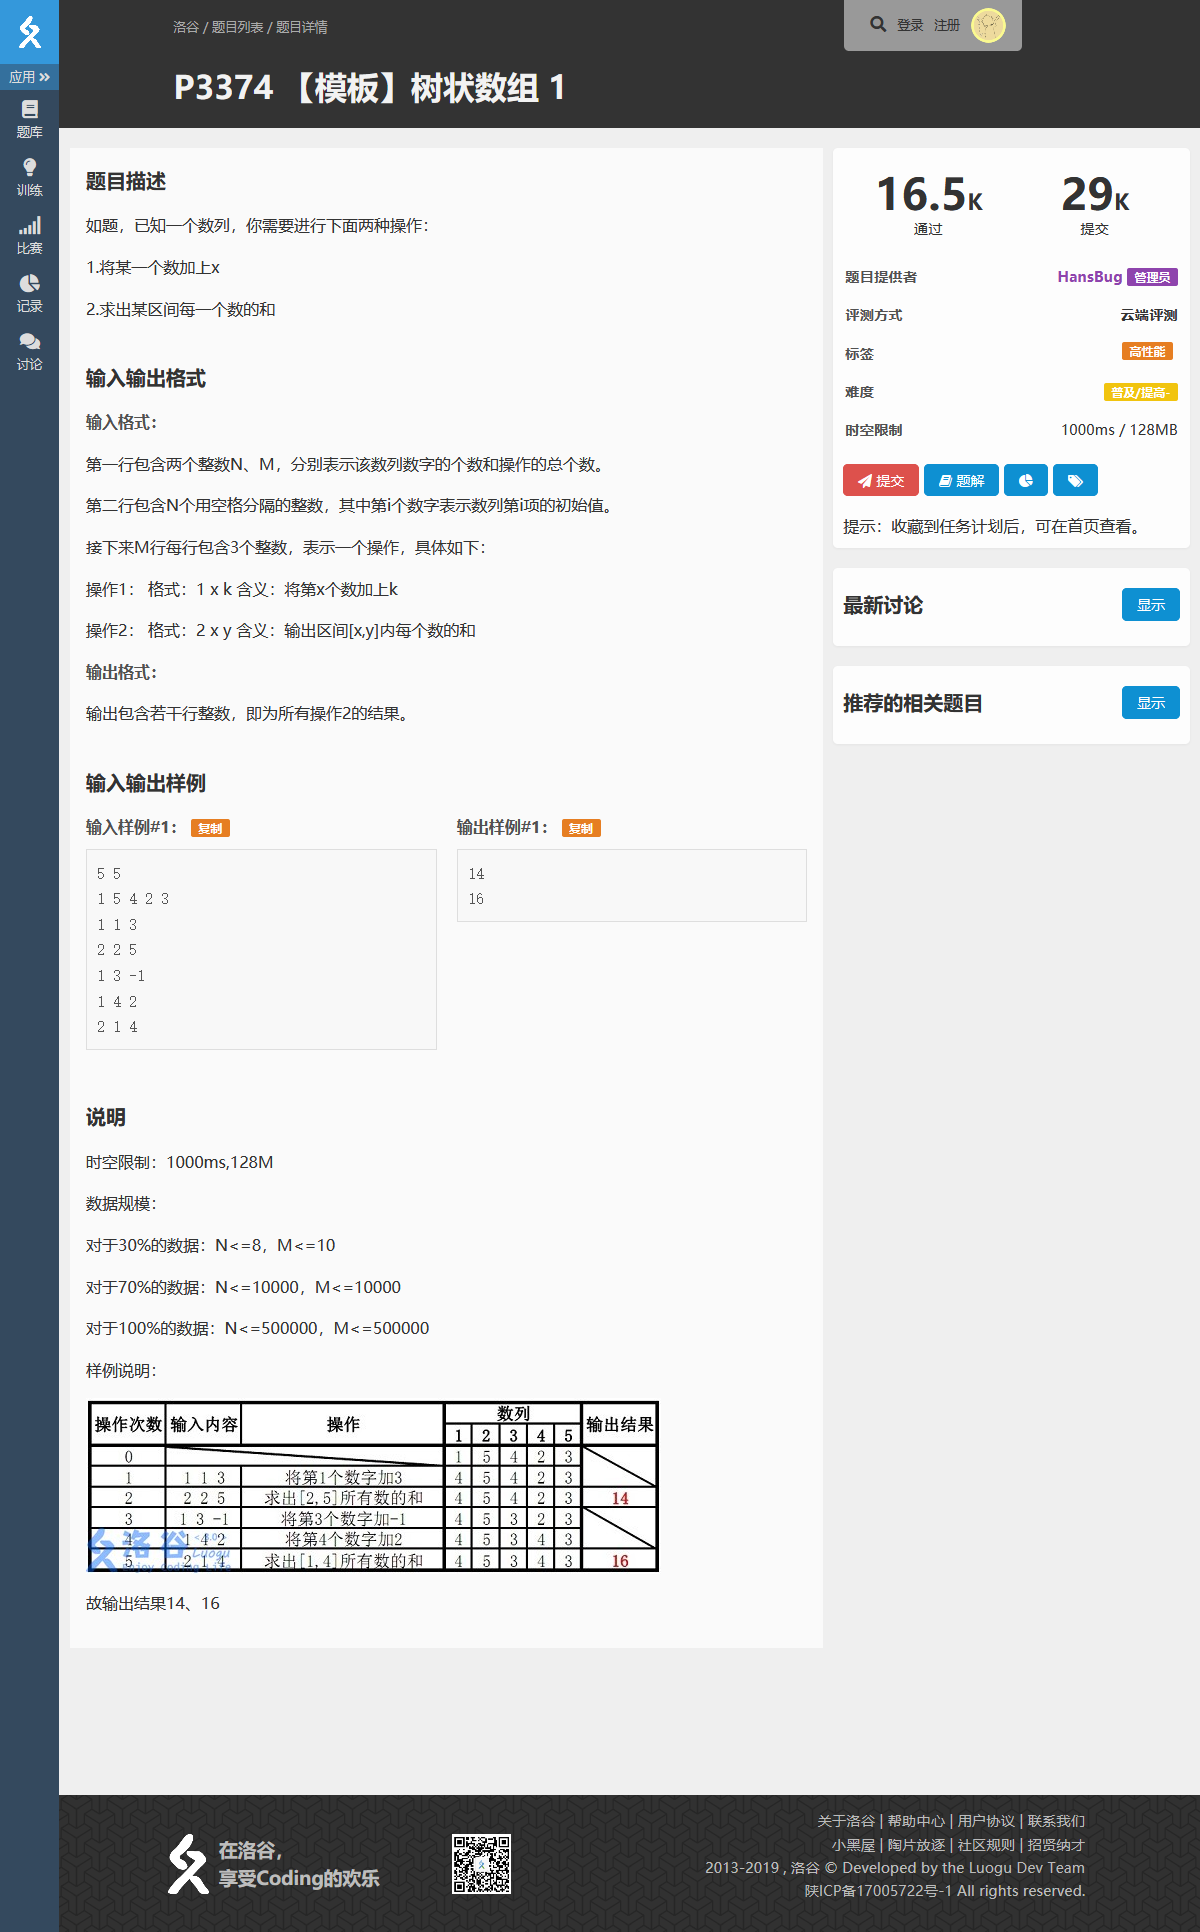 洛谷 / 题目列表 / 题目详情
登录 注册
P3374 【模板】树状数组 1
应用
题库
训练
比赛
记录
讨论
题目描述
如题，已知一个数列，你需要进行下面两种操作：
1.将某一个数加上x
2.求出某区间每一个数的和
输入输出格式
输入格式：
第一行包含两个整数N、M，分别表示该数列数字的个数和操作的总个数。
第二行包含N个用空格分隔的整数，其中第i个数字表示数列第i项的初始值。
接下来M行每行包含3个整数，表示一个操作，具体如下：
操作1： 格式：1 x k 含义：将第x个数加上k
操作2： 格式：2 x y 含义：输出区间[x,y]内每个数的和
输出格式：
输出包含若干行整数，即为所有操作2的结果。
输入输出样例
输入样例#1： 复制
5 5
1 5 4 2 3
1 1 3
2 2 5
1 3 -1
1 4 2
2 1 4
输出样例#1： 复制
14
16
说明
时空限制：1000ms,128M
数据规模：
对于30%的数据：N<=8，M<=10
对于70%的数据：N<=10000，M<=10000
对于100%的数据：N<=500000，M<=500000
样例说明：
操作次数 输入内容 操作 数列 输出结果
1 2 3 4 5
0 1 5 4 2 3
1 1 1 3 将第1个数字加3 4 5 4 2 3
2 2 2 5 求出[2,5]所有数的和 4 5 4 2 3 14
3 1 3 -1 将第3个数字加-1 4 5 3 2 3
4 1 4 2 将第4个数字加2 4 5 3 4 3
5 2 1 4 求出[1,4]所有数的和 4 5 3 4 3 16
洛谷
Luogu
Enjoy Coding Life
故输出结果14、16
16.5K
通过
29K
提交
题目提供者 HansBug 管理员
评测方式 云端评测
标签 高性能
难度 普及/提高-
时空限制 1000ms / 128MB
提交 题解
提示：收藏到任务计划后，可在首页查看。
最新讨论 显示
推荐的相关题目 显示
在洛谷，
享受Coding的欢乐
关于洛谷 | 帮助中心 | 用户协议 | 联系我们
小黑屋 | 陶片放逐 | 社区规则 | 招贤纳才
2013-2019 , 洛谷 © Developed by the Luogu Dev Team
陕ICP备17005722号-1 All rights reserved.